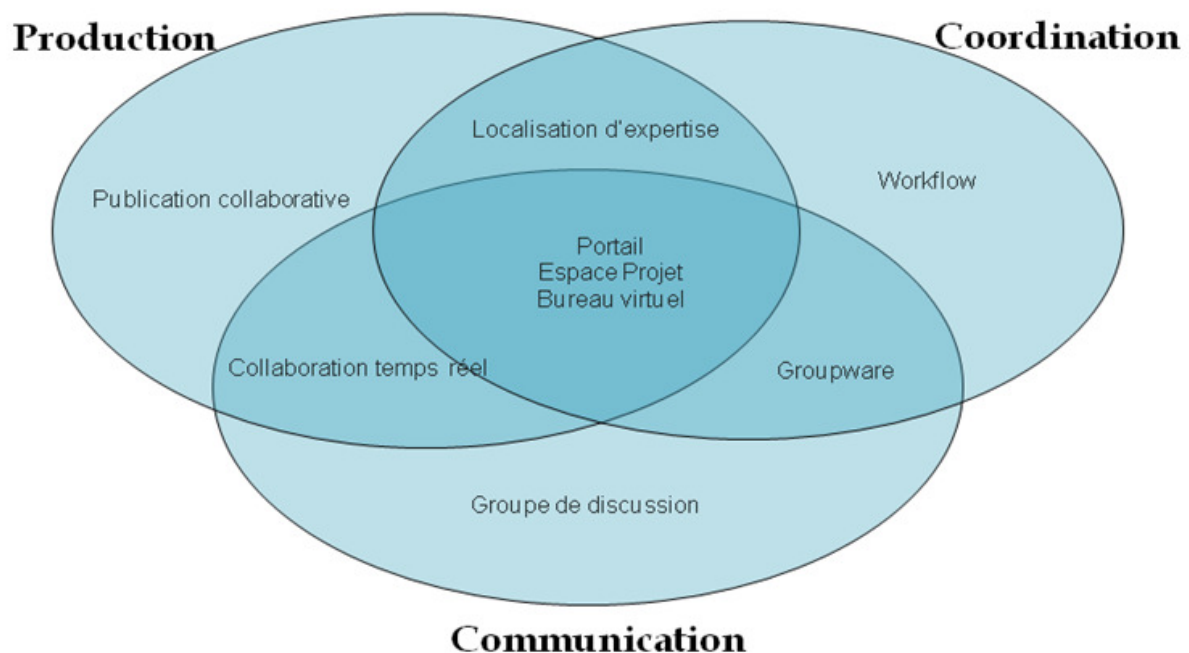 Production
Coordination
Localisation d'expertise
Publication collaborative
Workflow
Portail
Espace Projet
Bureau virtuel
Collaboration temps réel
Groupware
Groupe de discussion
Communication